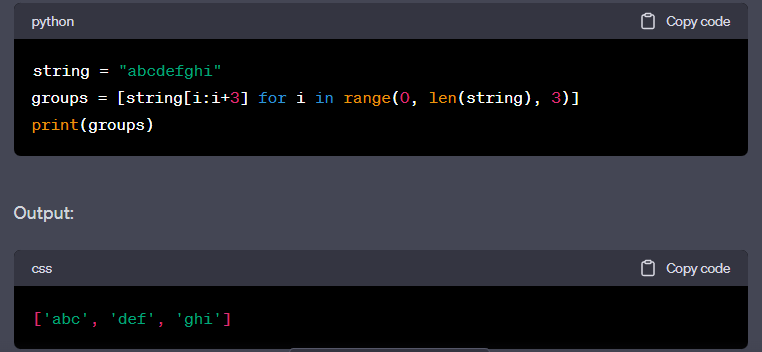 python Copy code
string = "abcdefghi"
groups = [string[i:i+3] for i in range(0, len(string), 3)]
print(groups)
Output:
css Copy code
['abc', 'def', 'ghi']